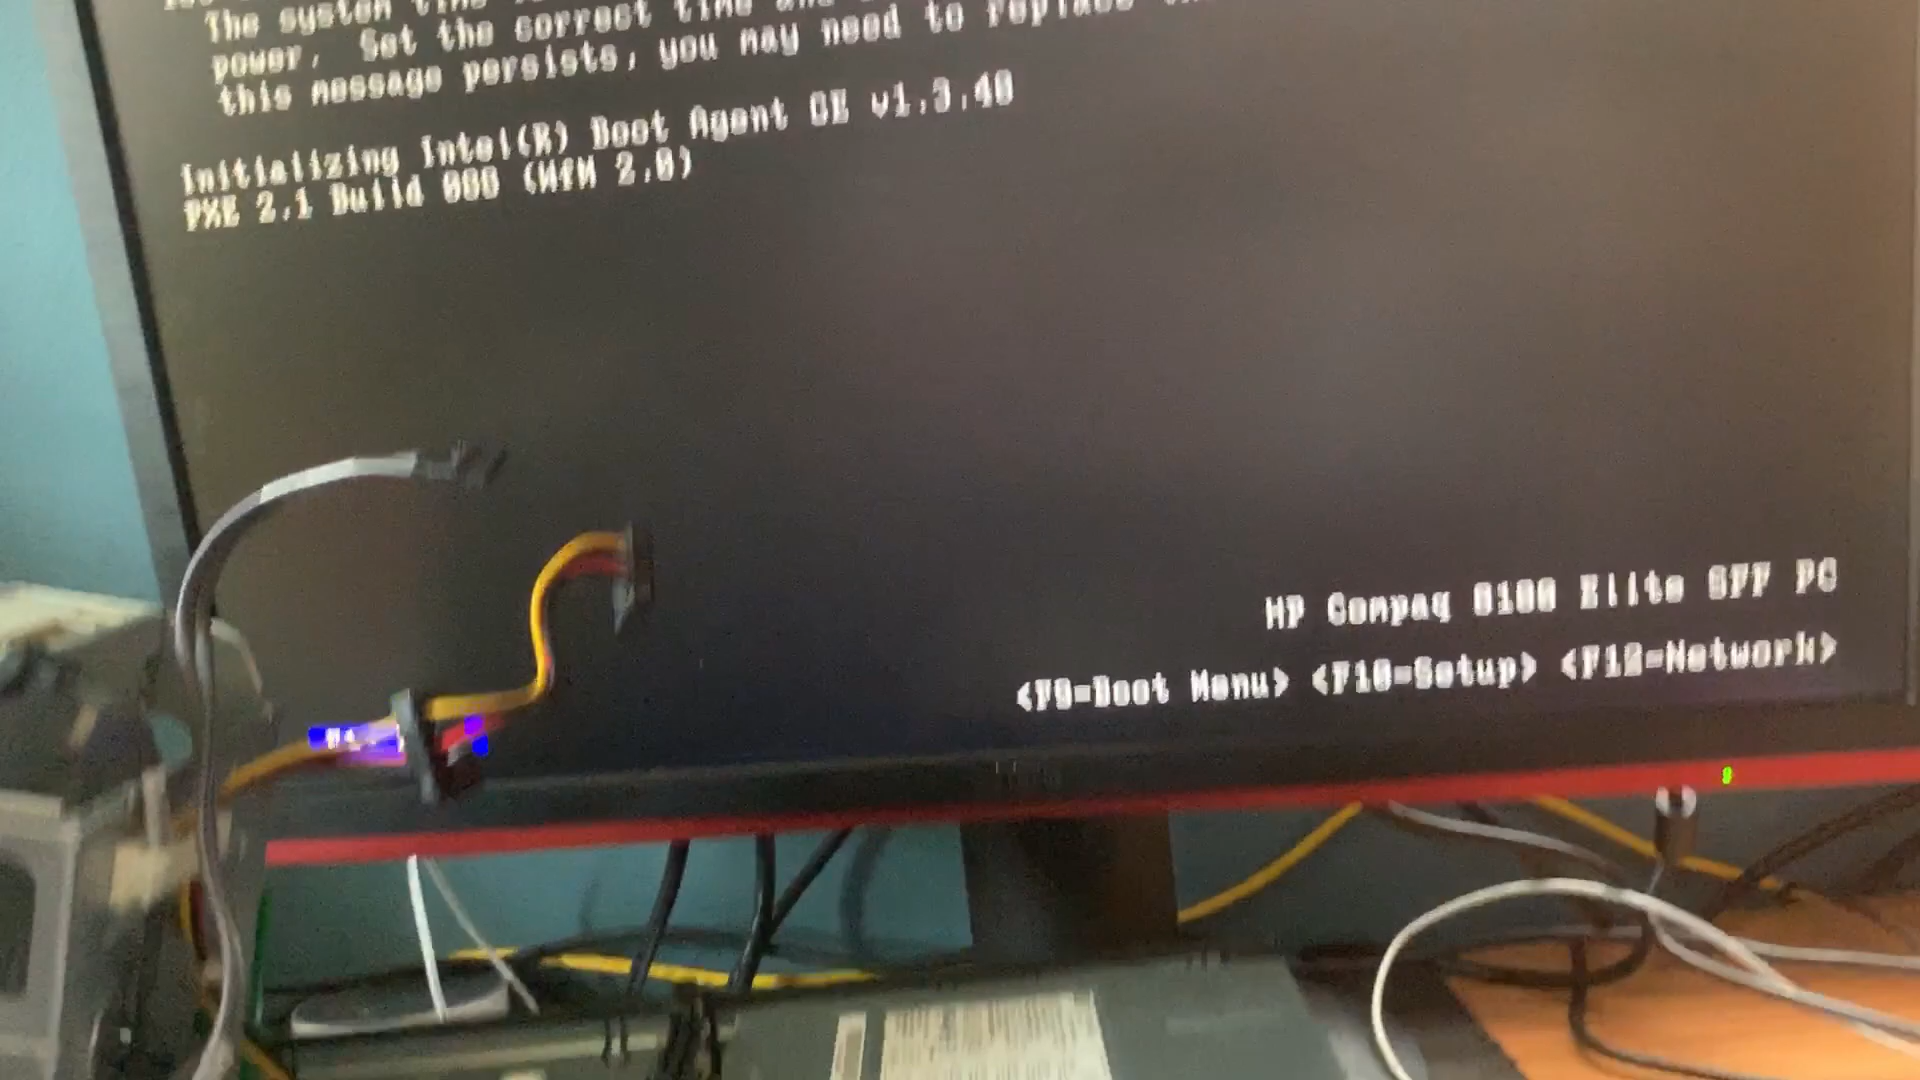 The system time
power. Set the correct time and
this message persists, you may need to replace
Initializing Intel(R) Boot Agent GE v1.3.40
PXE 2.1 Build 088 (WfM 2.0)
HP Compaq 8100 Elite SFF PC
<F9=Boot Menu> <F10=Setup> <F12=Network>